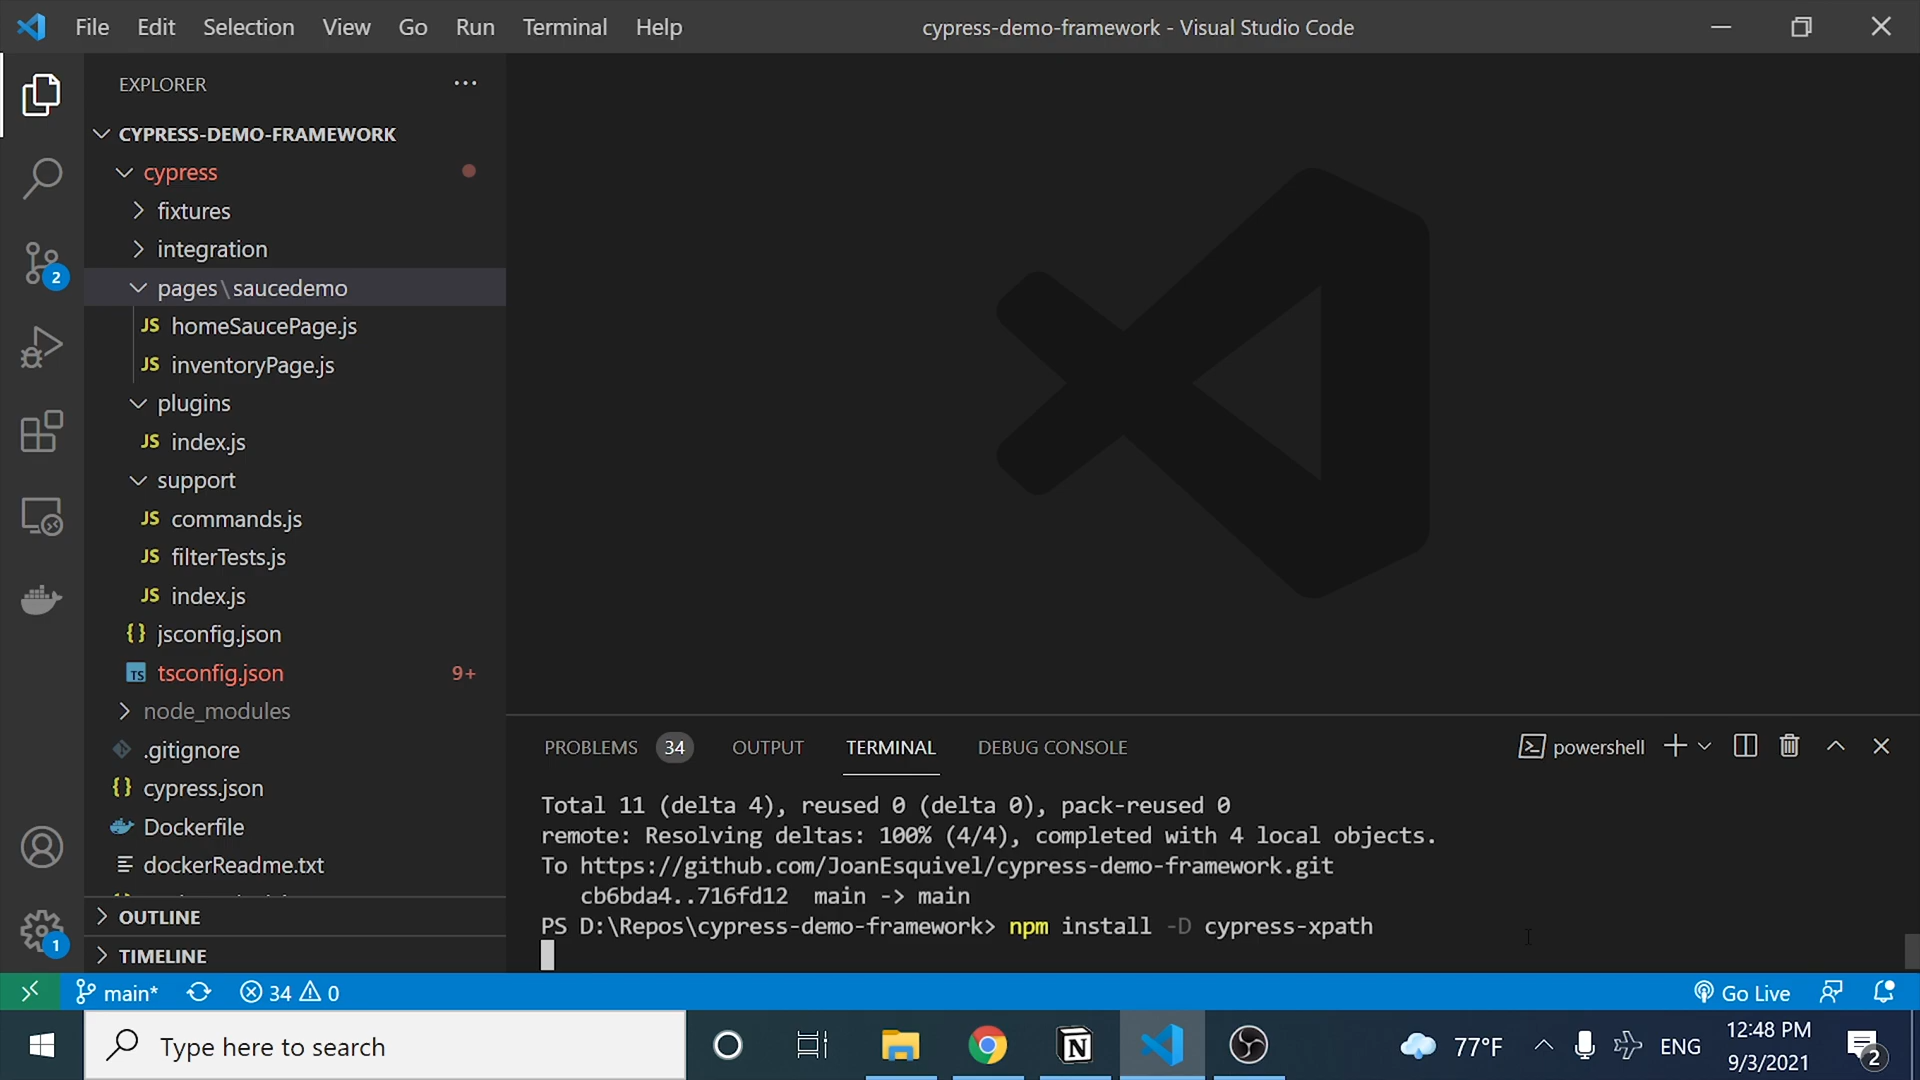 File Edit Selection View Go Run Terminal Help
cypress-demo-framework - Visual Studio Code
EXPLORER
CYPRESS-DEMO-FRAMEWORK
cypress
fixtures
integration
pages\saucedemo
JS homeSaucePage.js
JS inventoryPage.js
plugins
JS index.js
support
JS commands.js
JS filterTests.js
JS index.js
{} jsconfig.json
TS tsconfig.json 9+
node_modules
.gitignore
{} cypress.json
Dockerfile
dockerReadme.txt
OUTLINE
TIMELINE
2
1
PROBLEMS 34 OUTPUT TERMINAL DEBUG CONSOLE
powershell
Total 11 (delta 4), reused 0 (delta 0), pack-reused 0
remote: Resolving deltas: 100% (4/4), completed with 4 local objects.
To https://github.com/JoanEsquivel/cypress-demo-framework.git
cb6bda4..716fd12 main -> main
PS D:\Repos\cypress-demo-framework> npm install -D cypress-xpath
main* 34 0
Go Live
Type here to search
77°F
ENG
12:48 PM
9/3/2021
2